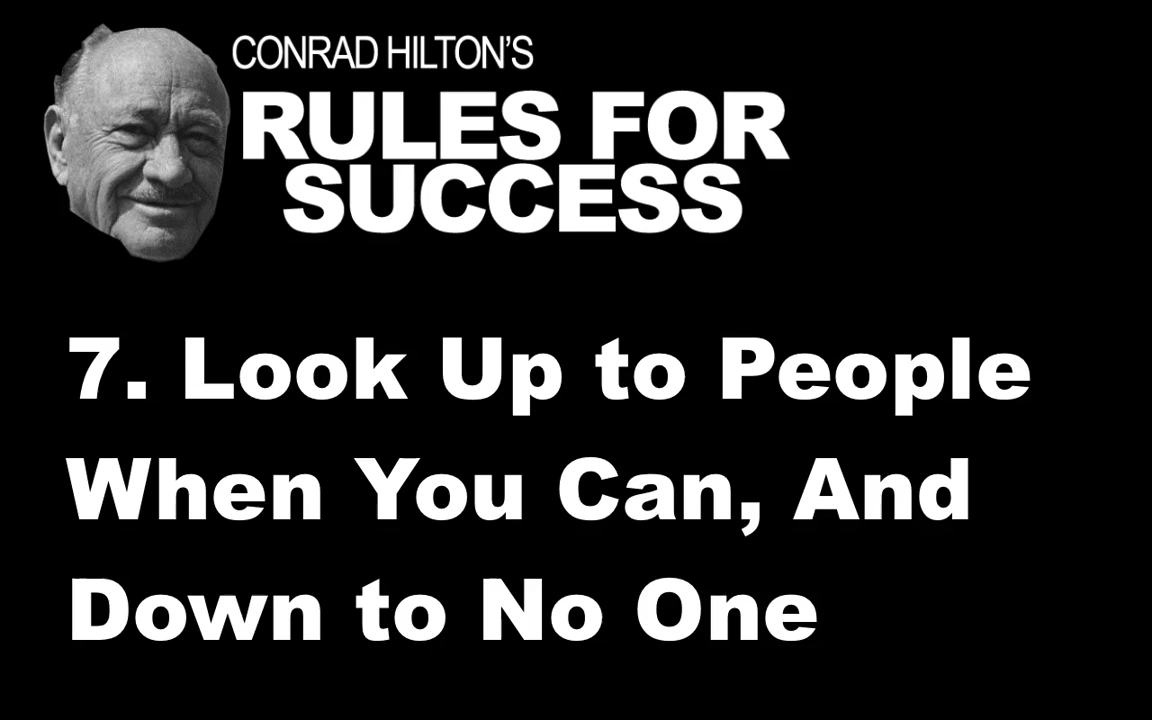 CONRAD HILTON'S
RULES FOR
SUCCESS
7. Look Up to People
When You Can, And
Down to No One